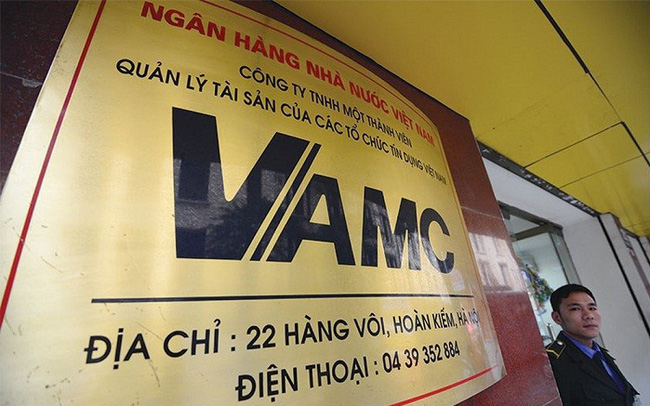 NGÂN HÀNG NHÀ NƯỚC VIỆT NAM
CÔNG TY TNHH MỘT THÀNH VIÊN
QUẢN LÝ TÀI SẢN CỦA CÁC TỔ CHỨC TÍN DỤNG VIỆT NAM
VAMC
ĐỊA CHỈ : 22 HÀNG VÔI, HOÀN KIẾM, HÀ NỘI
ĐIỆN THOẠI : 04 39 352 884